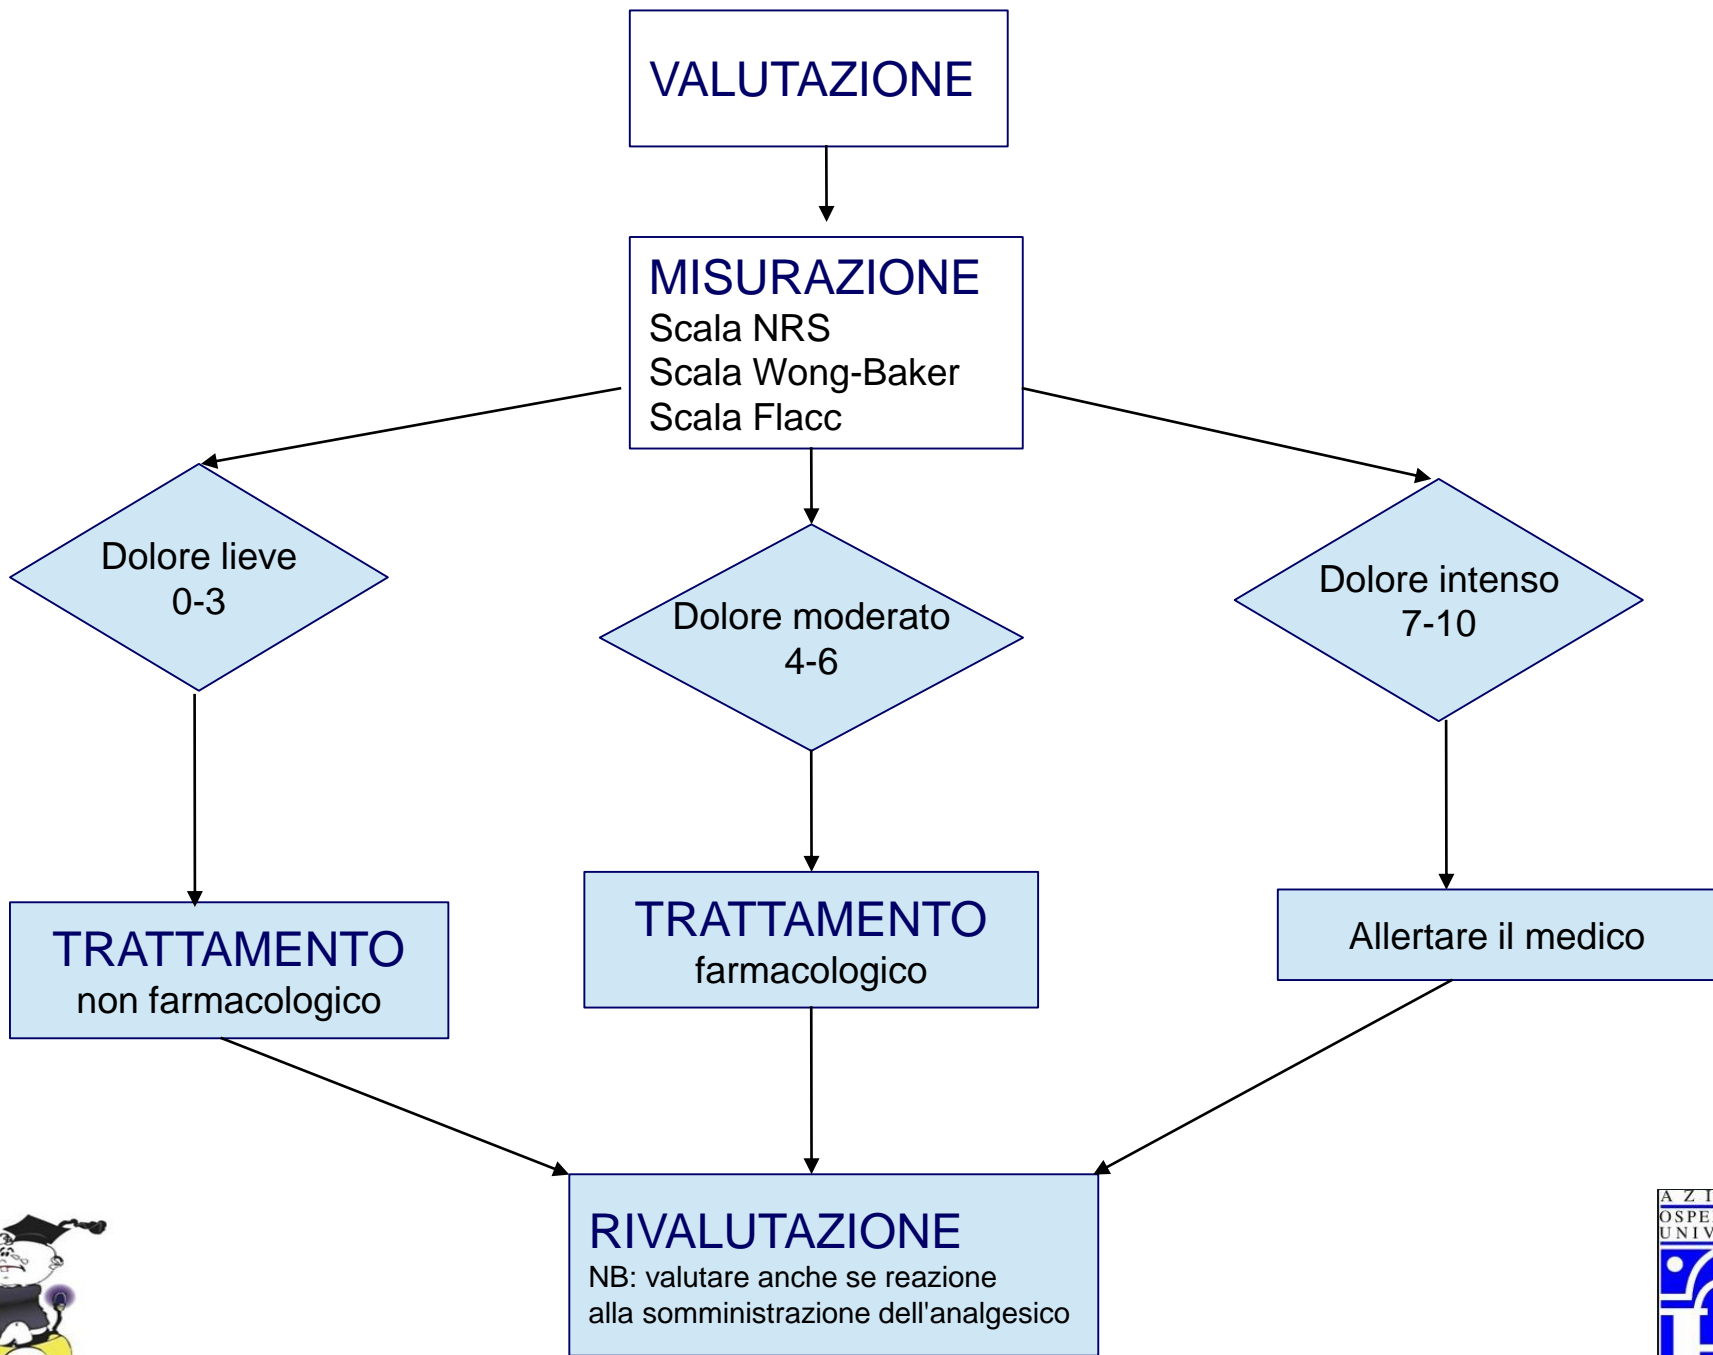 VALUTAZIONE
MISURAZIONE
Scala NRS
Scala Wong-Baker
Scala Flacc
Dolore lieve
0-3
Dolore moderato
4-6
Dolore intenso
7-10
TRATTAMENTO
non farmacologico
TRATTAMENTO
farmacologico
Allertare il medico
RIVALUTAZIONE
NB: valutare anche se reazione
alla somministrazione dell'analgesico